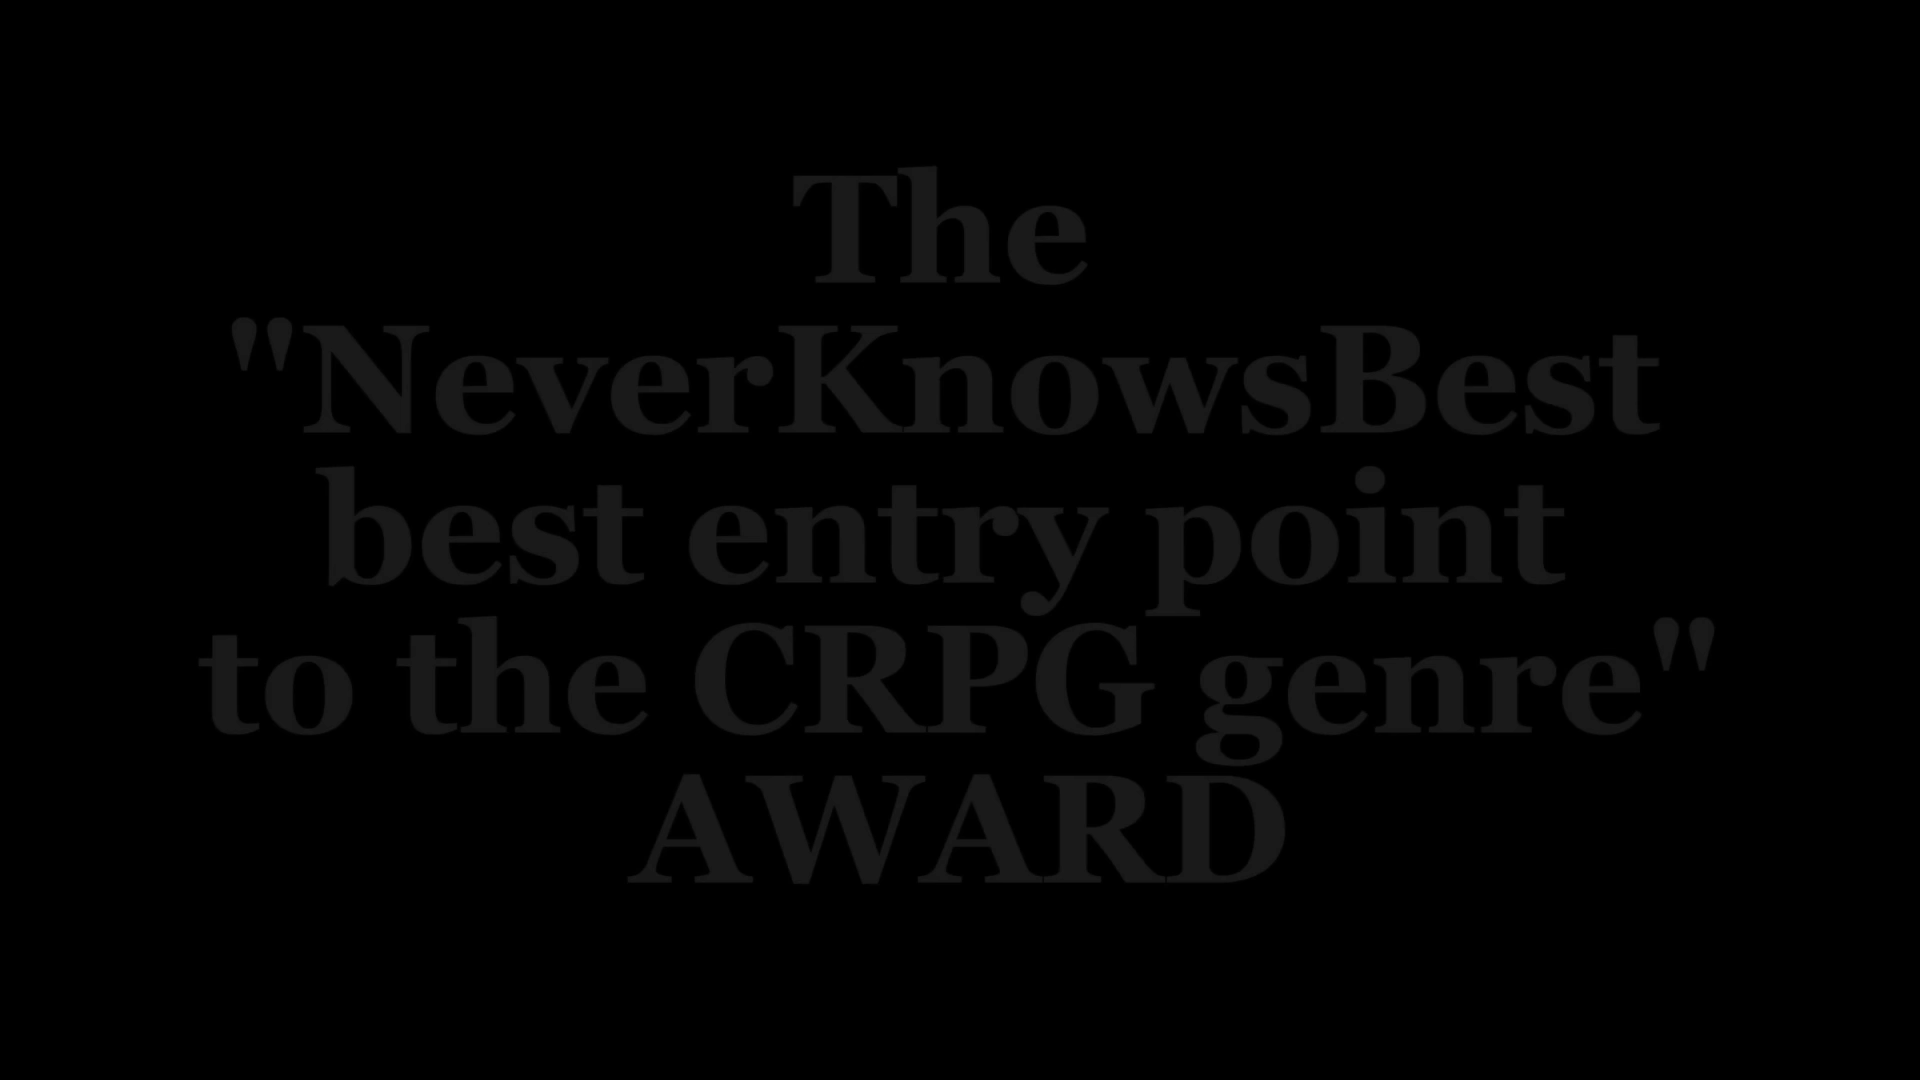 The
"NeverKnowsBest
best entry point
to the CRPG genre"
AWARD